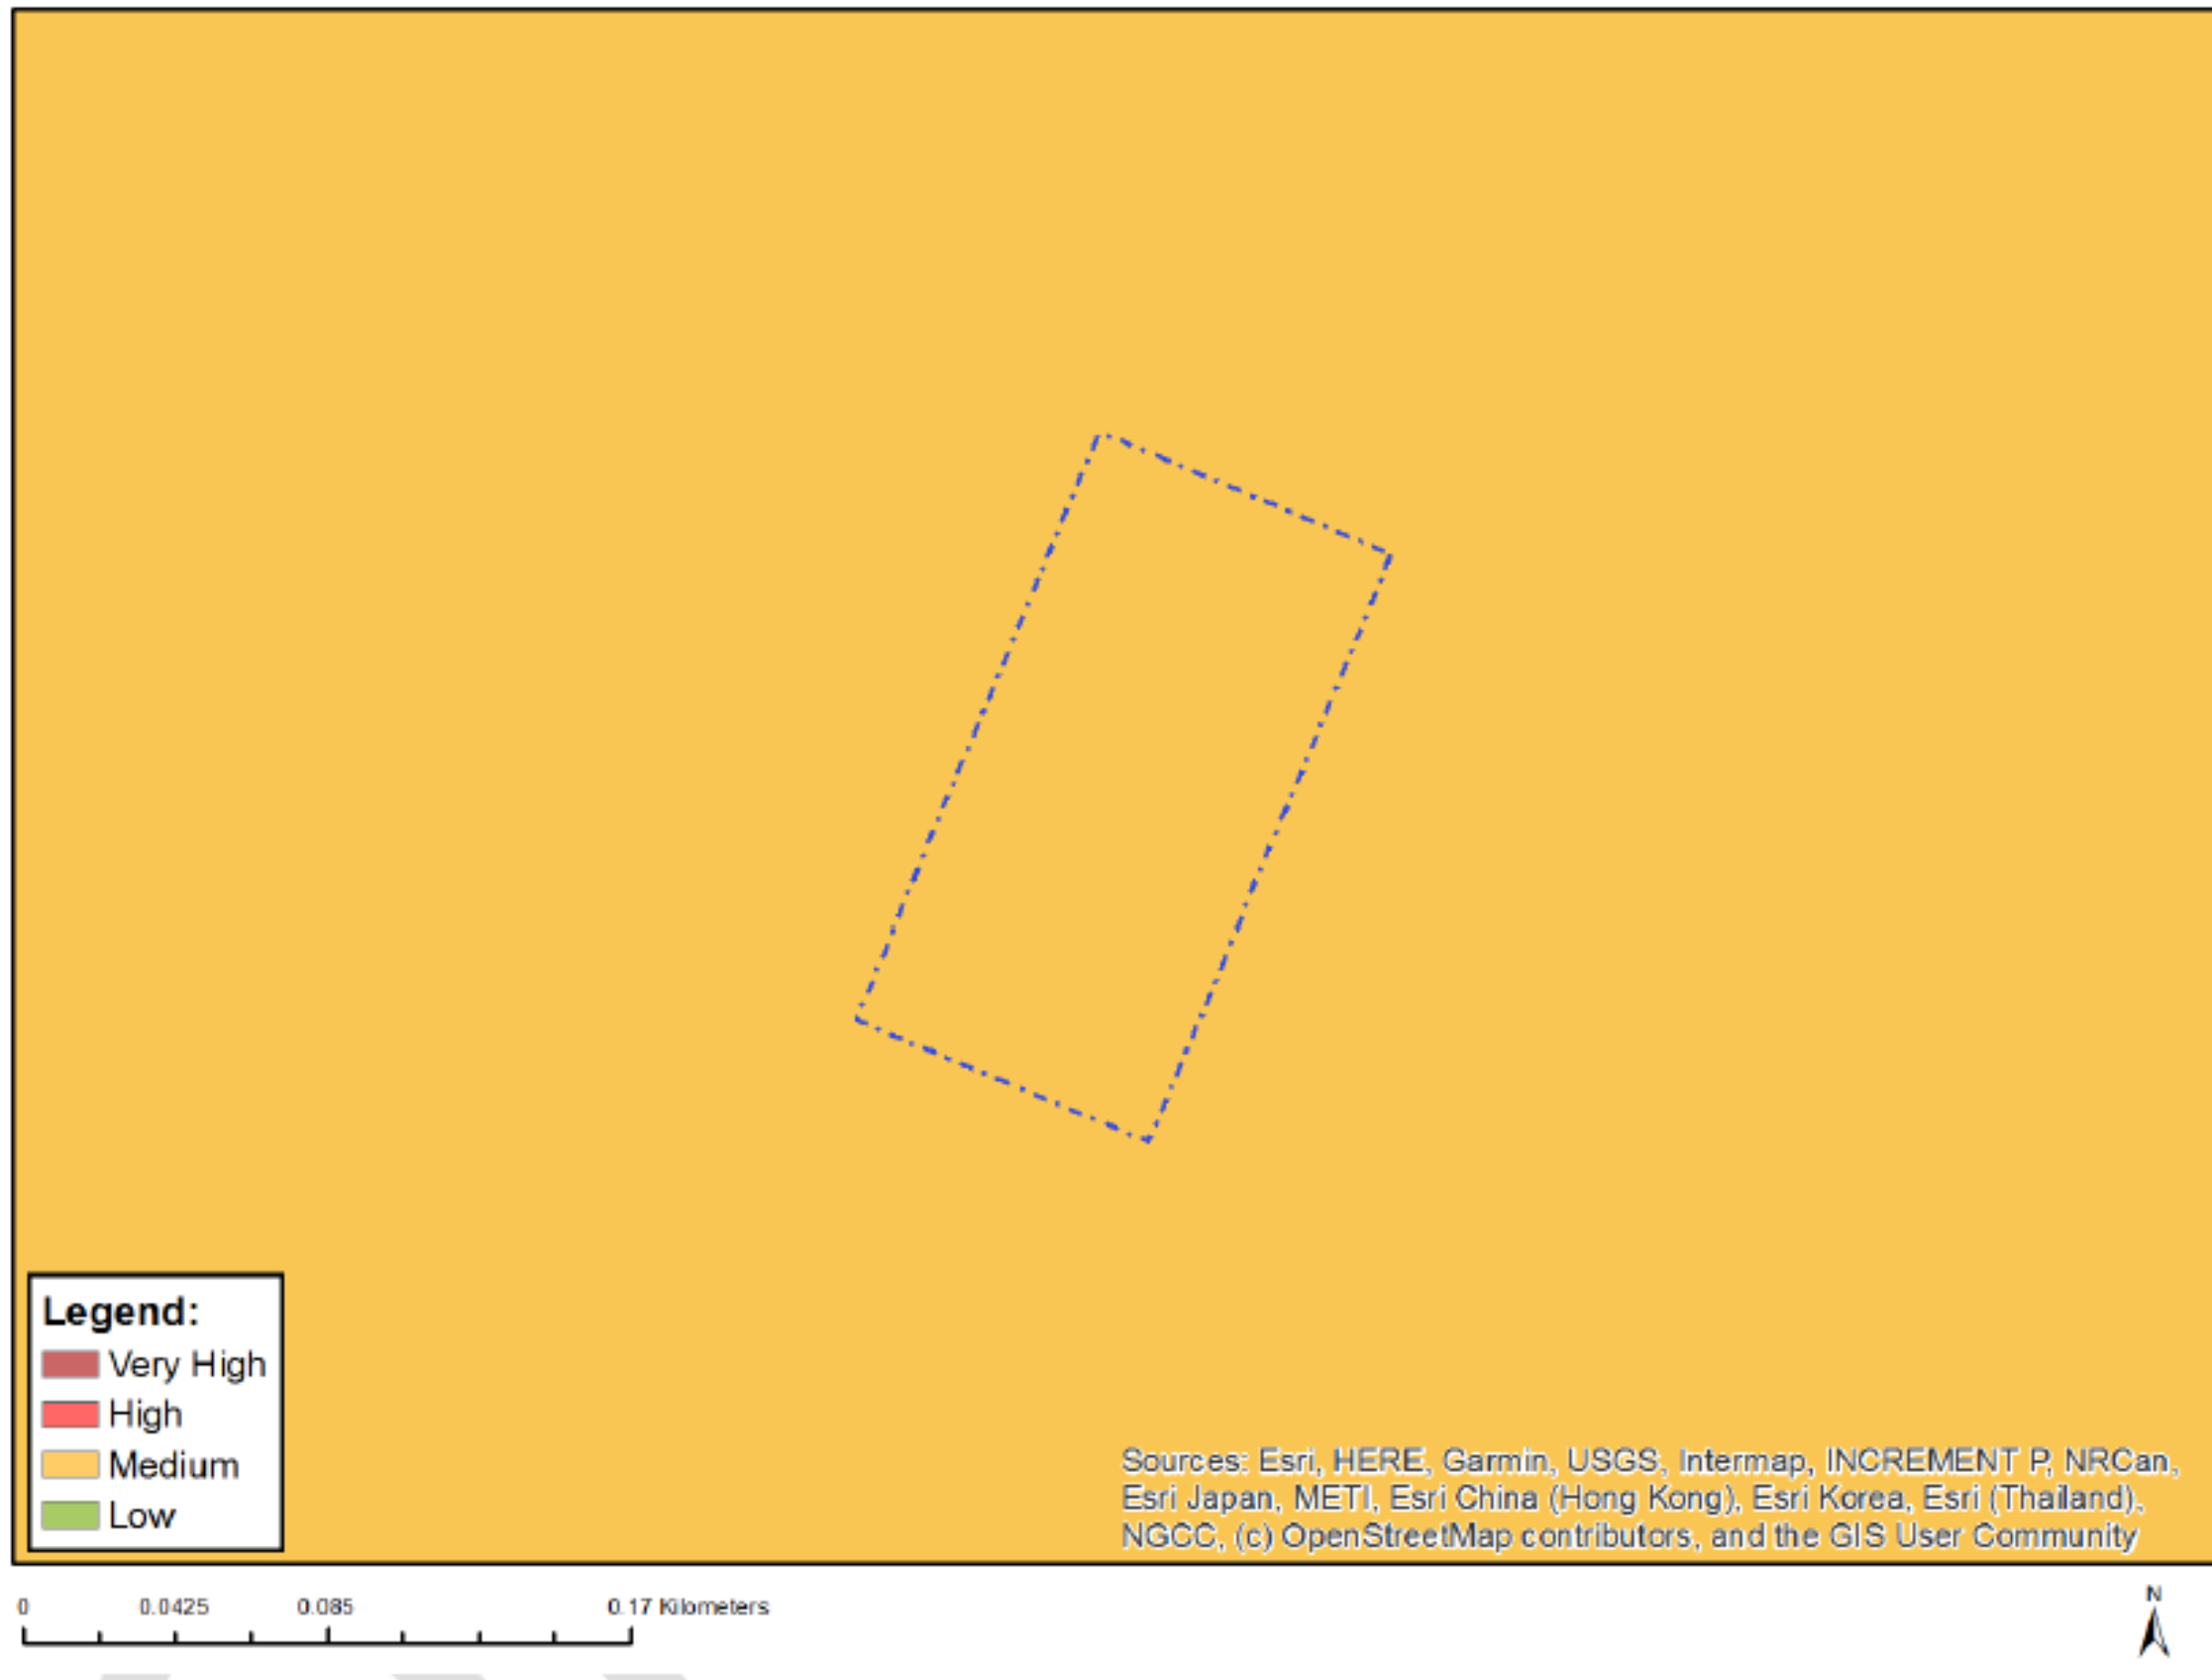 Legend:
Very High
High
Medium
Low
Sources: Esri, HERE, Garmin, USGS, Intermap, INCREMENT P, NRCan,
Esri Japan, METI, Esri China (Hong Kong), Esri Korea, Esri (Thailand),
NGCC, (c) OpenStreetMap contributors, and the GIS User Community
0 0.0425 0.085 0.17 Kilometers
N